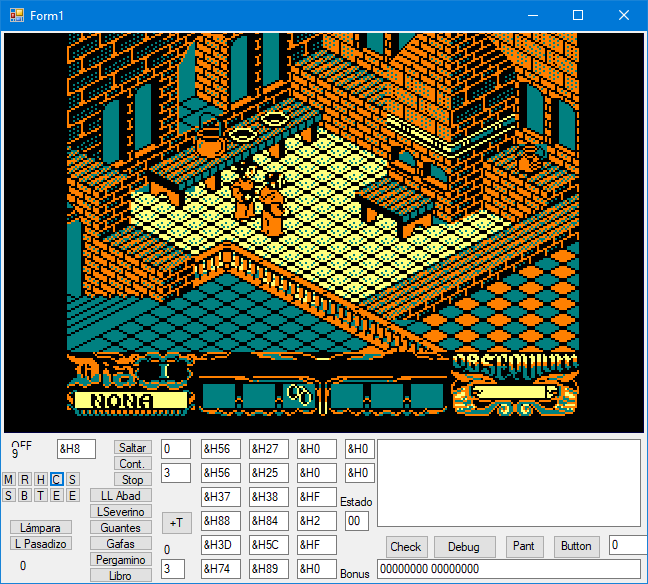 Form1
I
OBSEQUIUM
NONA
OFF
9
&H8
Saltar
0
&H56
&H27
&H0
&H0
Cont.
3
&H56
&H25
&H0
&H0
M R H C S
Stop
S B T E E
LL Abad
&H37
&H38
&HF
Estado
LSeverino
+T
&H88
&H84
&H2
00
Lámpara
Guantes
L Pasadizo
Gafas
0
&H3D
&H5C
&HF
Check
Debug
Pant
Button
0
0
Pergamino
3
&H74
&H89
&H0
Bonus
00000000 00000000
Libro